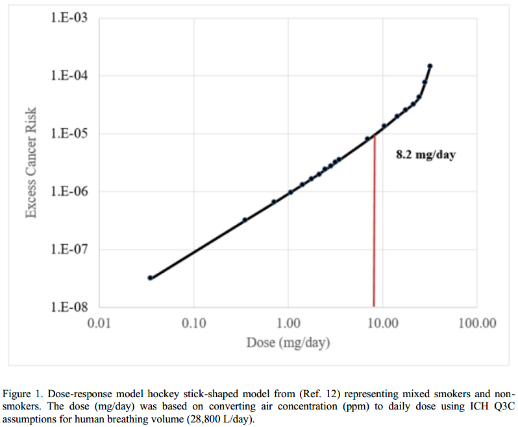 1.E-03
1.E-04
1.E-05
8.2 mg/day
1.E-06
1.E-07
1.E-08
0.01 0.10 1.00 10.00 100.00
Excess Cancer Risk
Dose (mg/day)
Figure 1. Dose-response model hockey stick-shaped model from (Ref. 12) representing mixed smokers and non-
smokers. The dose (mg/day) was based on converting air concentration (ppm) to daily dose using ICH Q3C
assumptions for human breathing volume (28,800 L/day).